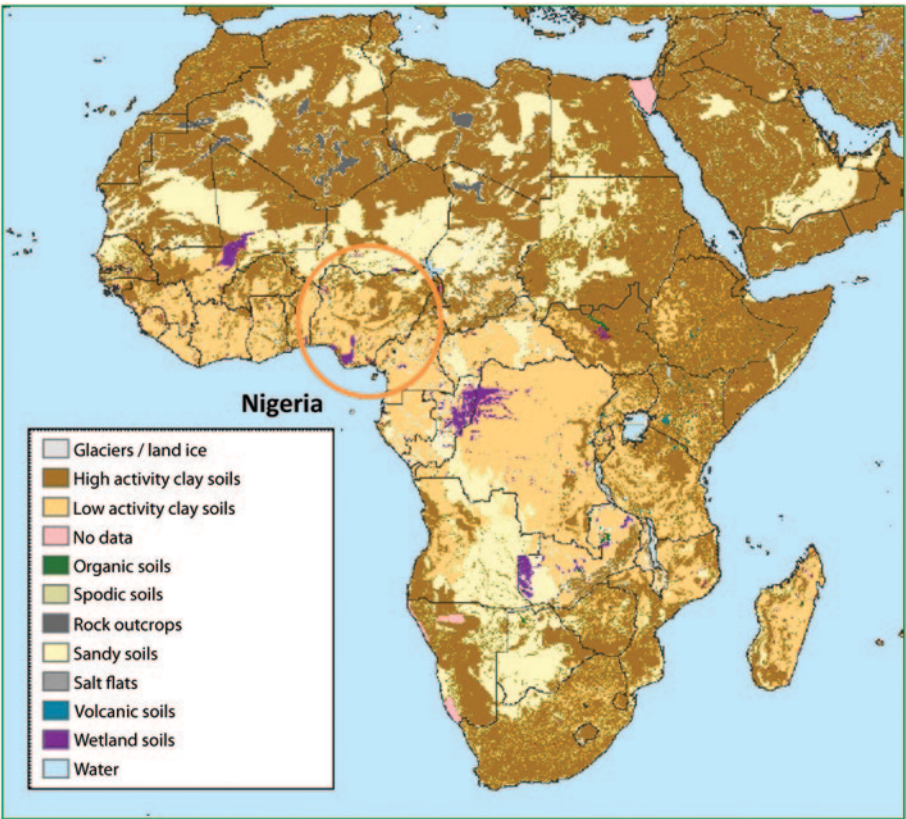 Nigeria
Glaciers / land ice
High activity clay soils
Low activity clay soils
No data
Organic soils
Spodic soils
Rock outcrops
Sandy soils
Salt flats
Volcanic soils
Wetland soils
Water